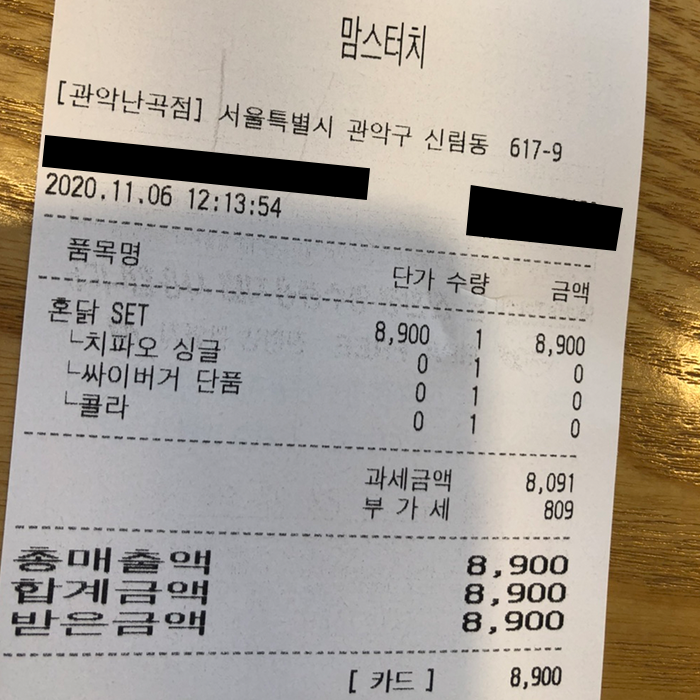 맘스터치
[관악난곡점] 서울특별시 관악구 신림동 617-9
2020.11.06 12:13:54
품목명 단가 수량 금액
혼닭 SET 8,900 1 8,900
└치파오 싱글 0 1 0
└싸이버거 단품 0 1 0
└콜라 0 1 0
과세금액 8,091
부 가 세 809
총매출액 8,900
합계금액 8,900
받은금액 8,900
[ 카드 ] 8,900